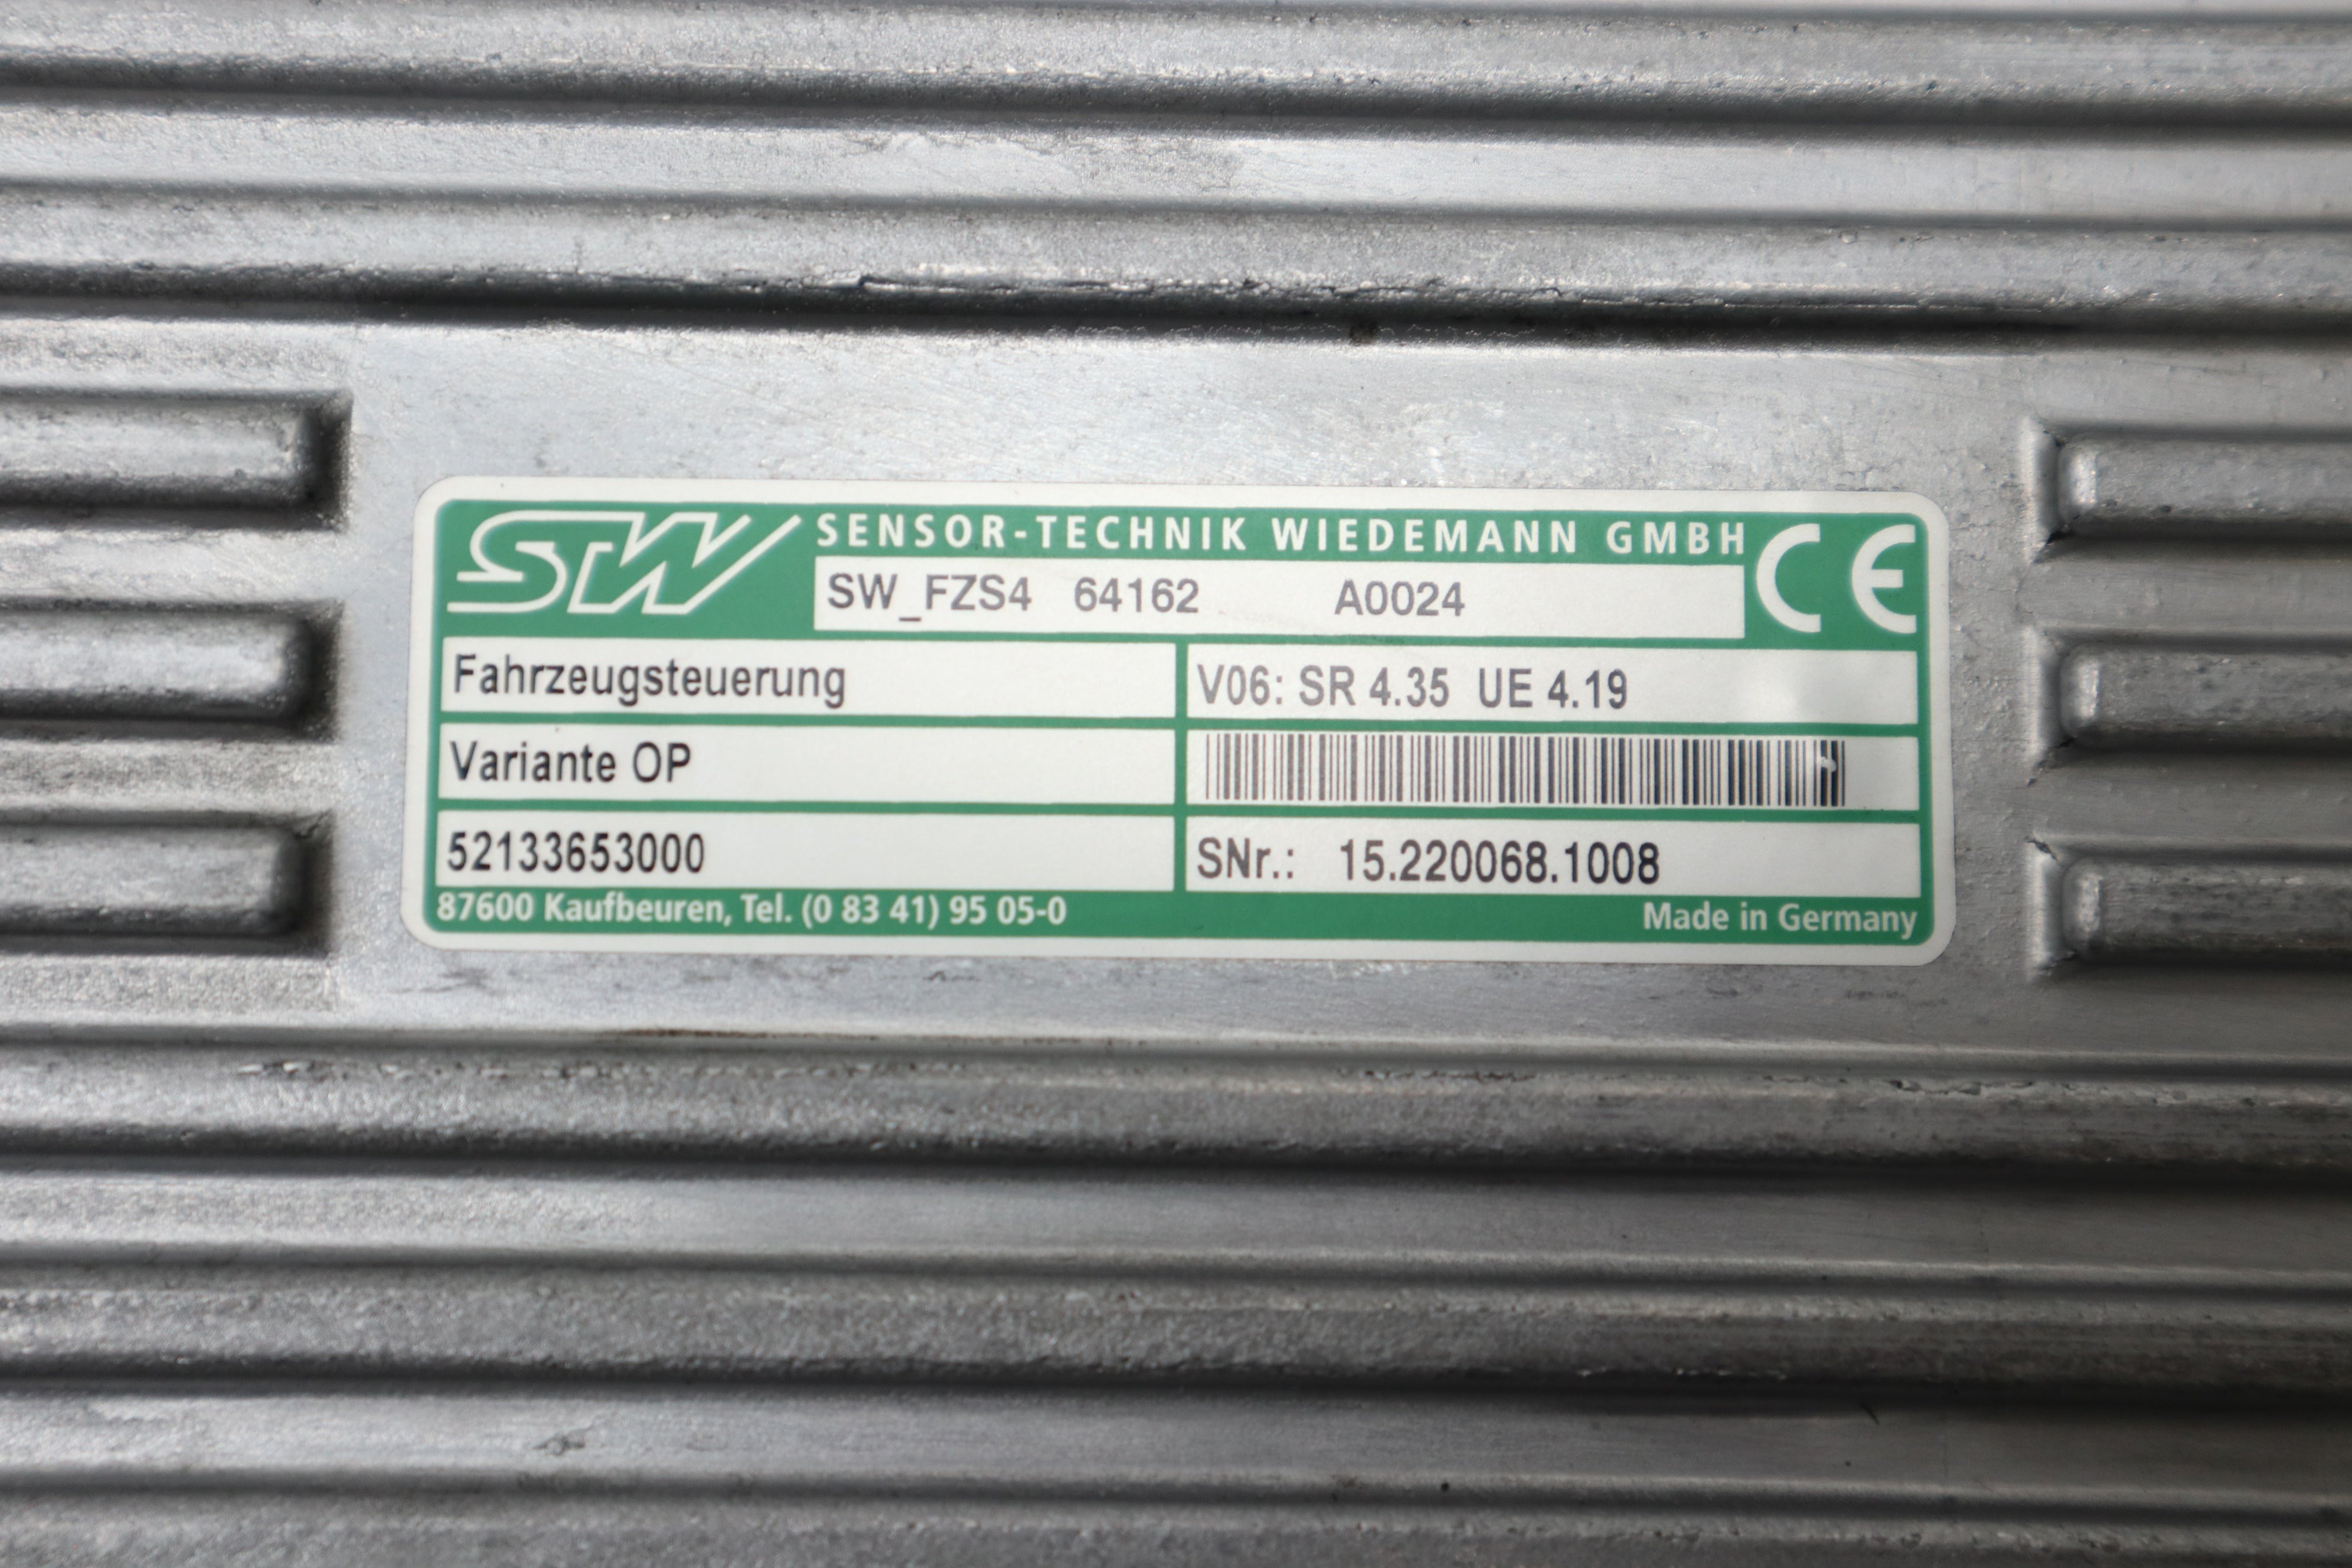 STW SENSOR-TECHNIK WIEDEMANN GMBH CE
SW_FZS4 64162 A0024
Fahrzeugsteuerung
V06: SR 4.35 UE 4.19
Variante OP
52133653000
SNr.: 15.220068.1008
87600 Kaufbeuren, Tel. (0 83 41) 95 05-0
Made in Germany